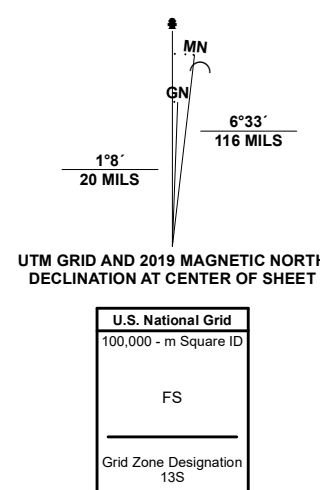 MN
GN
6°33´
116 MILS
1°8´
20 MILS
UTM GRID AND 2019 MAGNETIC NORTH
DECLINATION AT CENTER OF SHEET
U.S. National Grid
100,000 - m Square ID
FS
Grid Zone Designation
13S